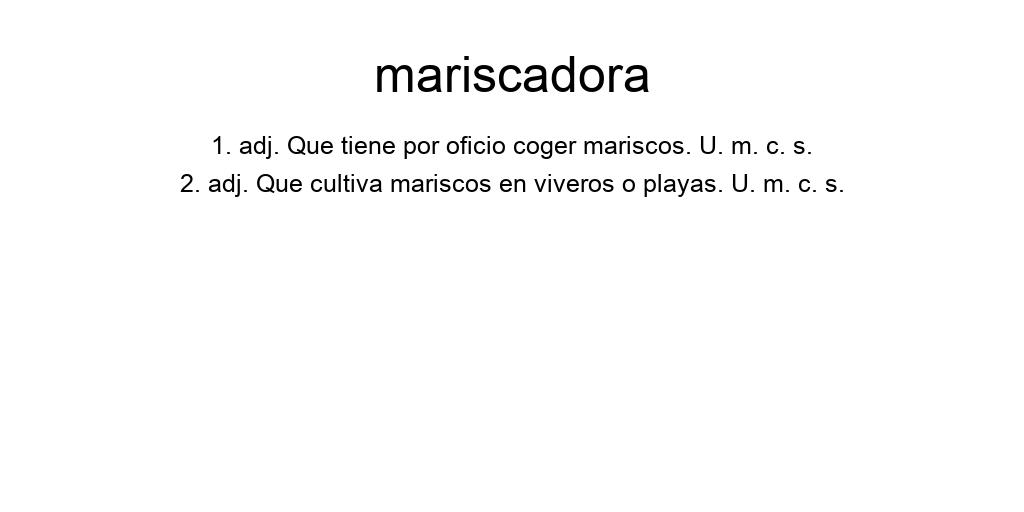 mariscadora
1. adj. Que tiene por oficio coger mariscos. U. m. c. s.
2. adj. Que cultiva mariscos en viveros o playas. U. m. c. s.